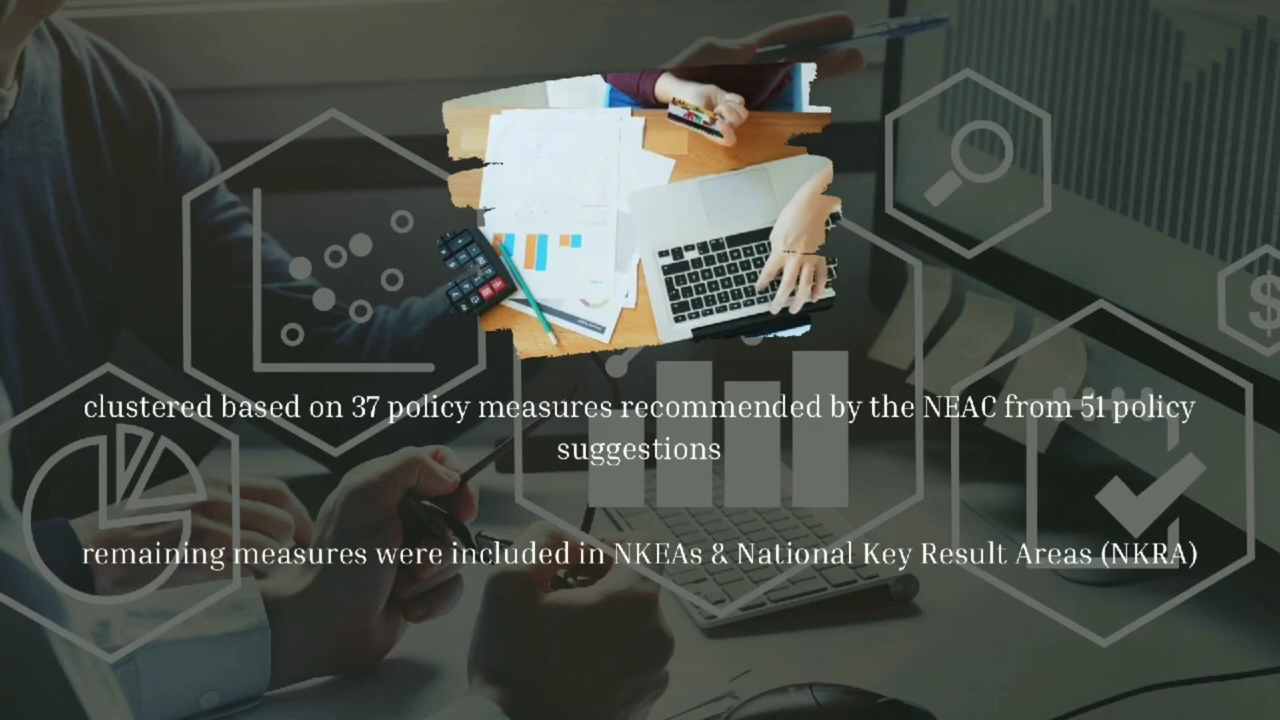 clustered based on 37 policy measures recommended by the NEAC from 51 policy
suggestions
remaining measures were included in NKEAs & National Key Result Areas (NKRA)